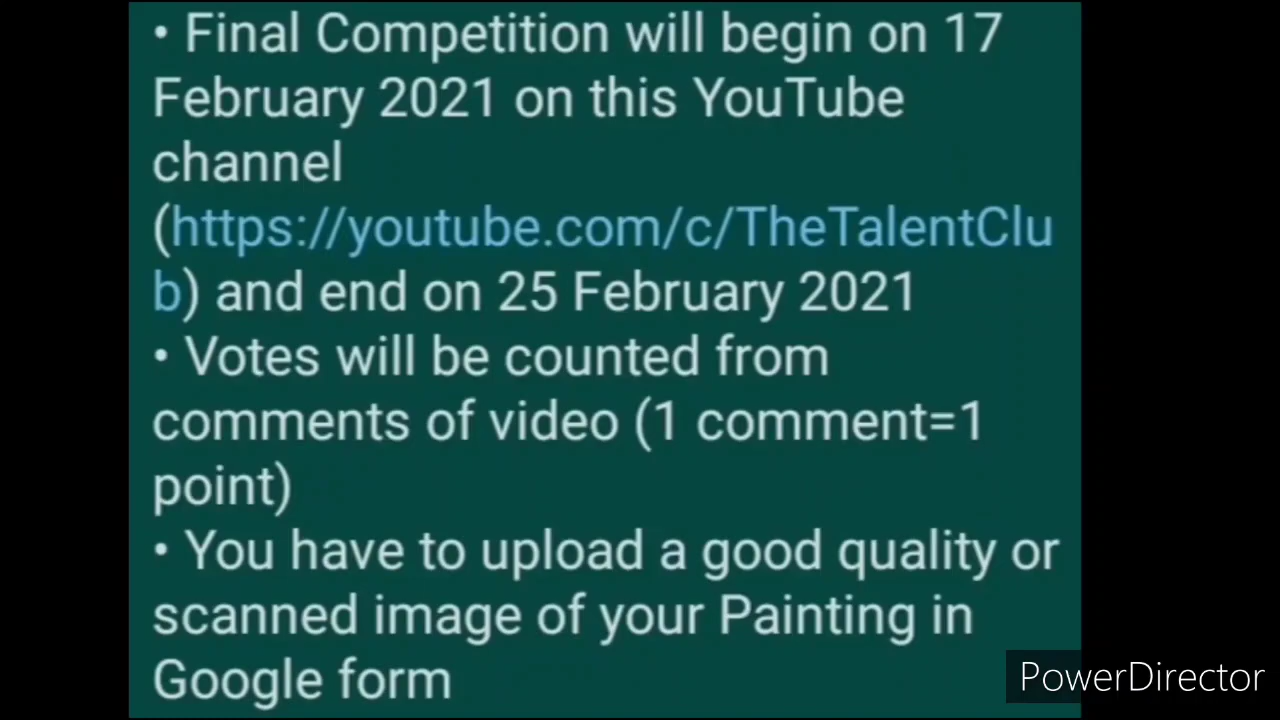 • Final Competition will begin on 17
February 2021 on this YouTube
channel
(https://youtube.com/c/TheTalentClu
b) and end on 25 February 2021
• Votes will be counted from
comments of video (1 comment=1
point)
• You have to upload a good quality or
scanned image of your Painting in
Google form
PowerDirector